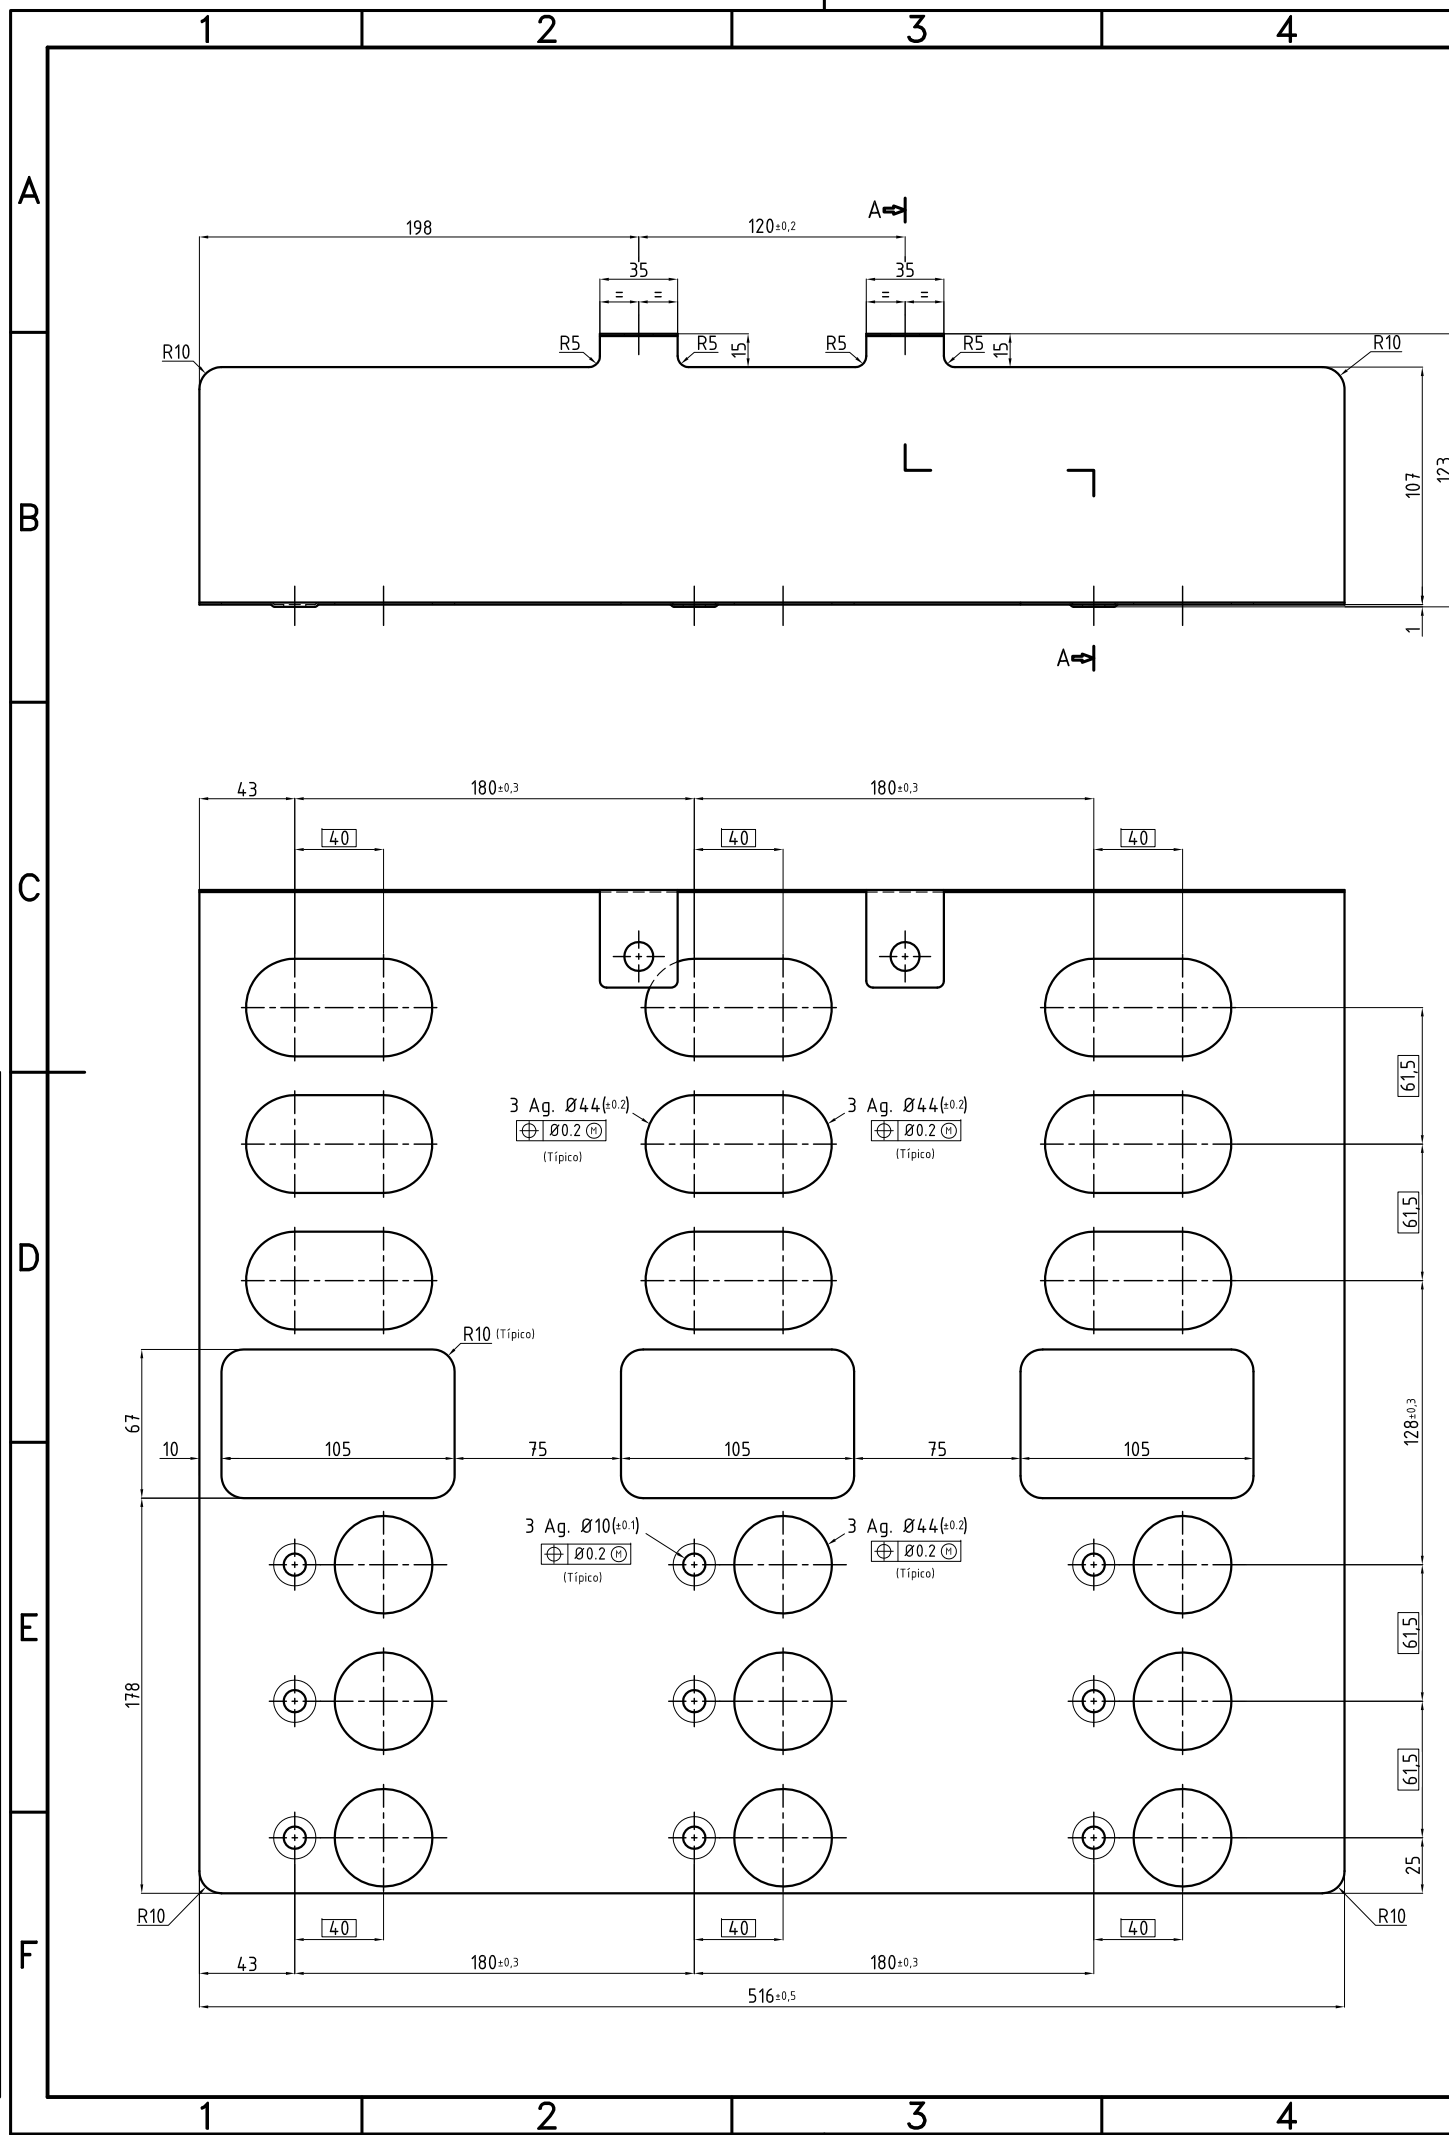 1 2 3 4
A
A
198 120±0,2
35 35
= = = =
R10 R5 R5 15 R5 R5 15 R10
B
107 123
1
A
43 180±0,3 180±0,3
40 40 40
C
61,5
3 Ag. Ø44(±0.2) 3 Ag. Ø44(±0.2)
Ø0.2 Ⓜ Ø0.2 Ⓜ
(Típico) (Típico)
61,5
D
R10 (Típico)
67
128±0,3
10 105 75 105 75 105
3 Ag. Ø10(±0.1) 3 Ag. Ø44(±0.2)
Ø0.2 Ⓜ Ø0.2 Ⓜ
(Típico) (Típico)
E
61,5
178
61,5
25
R10 R10
40 40 40
F
43 180±0,3 180±0,3
516±0,5
1 2 3 4